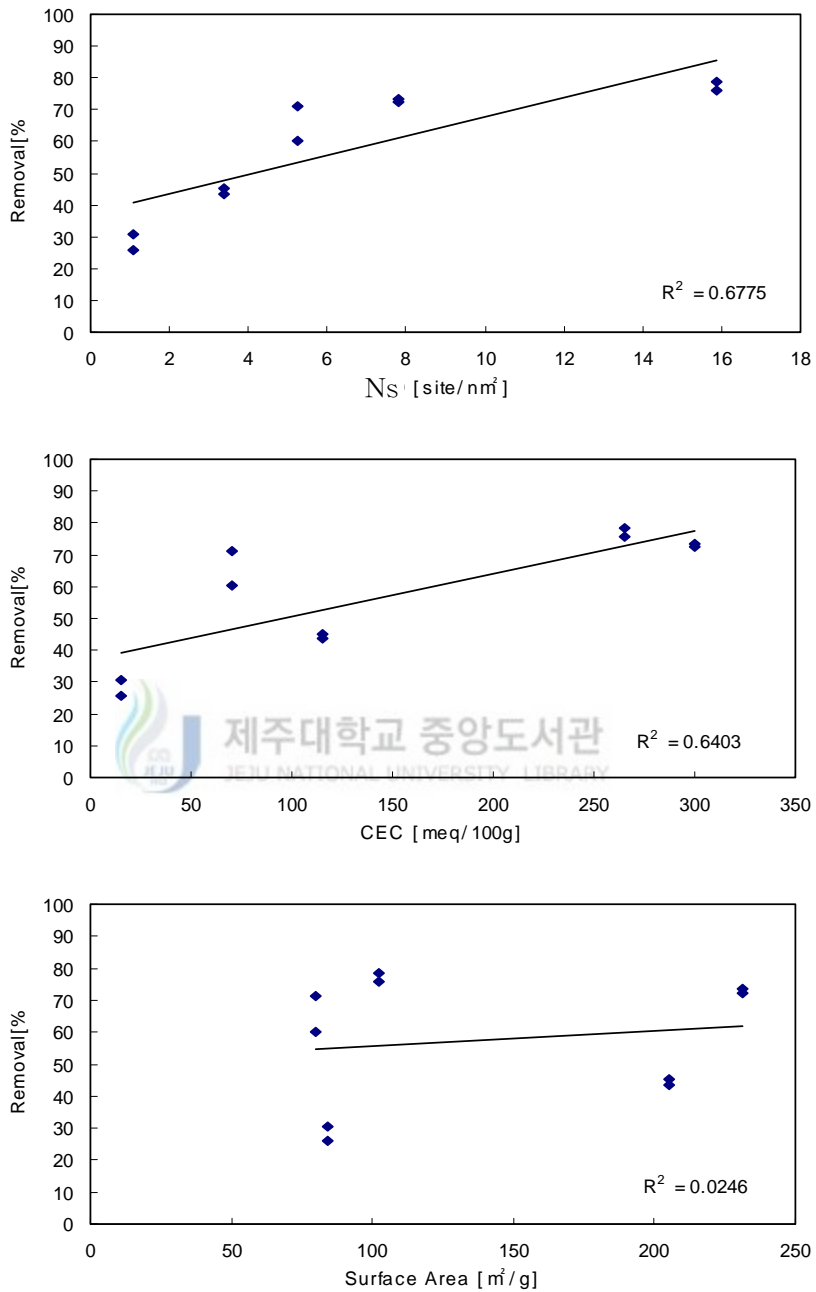 100
90
80
70
60
50
40
30
20
10
0
Removal[%
R² = 0.6775
0 2 4 6 8 10 12 14 16 18
Ns [site/nm²]
100
90
80
70
60
50
40
30
20
10
0
Removal[%
제주대학교 중앙도서관
JEJU NATIONAL UNIVERSITY LIBRARY
JEJU
R² = 0.6403
0 50 100 150 200 250 300 350
CEC [meq/100g]
100
90
80
70
60
50
40
30
20
10
0
Removal[%
R² = 0.0246
0 50 100 150 200 250
Surface Area [m²/g]